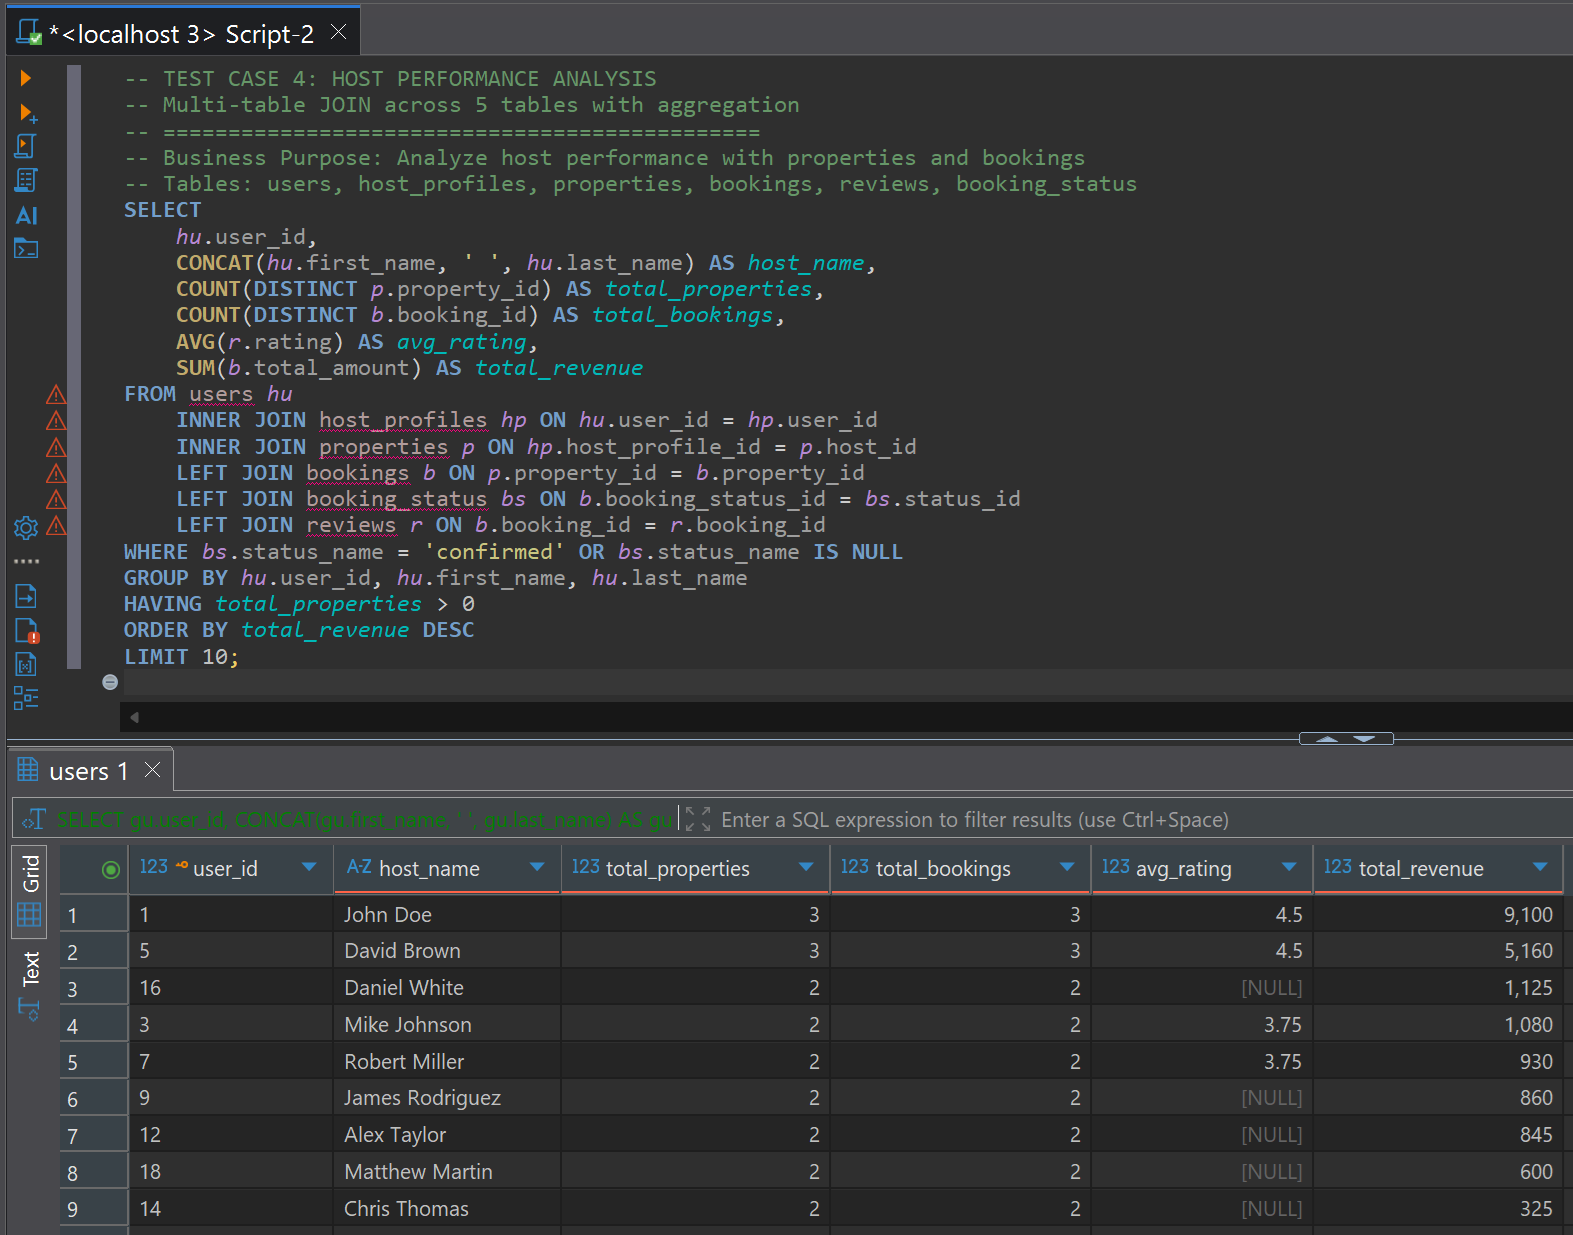 *<localhost 3> Script-2
-- TEST CASE 4: HOST PERFORMANCE ANALYSIS
-- Multi-table JOIN across 5 tables with aggregation
-- ==============================================
-- Business Purpose: Analyze host performance with properties and bookings
-- Tables: users, host_profiles, properties, bookings, reviews, booking_status
SELECT
hu.user_id,
CONCAT(hu.first_name, ' ', hu.last_name) AS host_name,
COUNT(DISTINCT p.property_id) AS total_properties,
COUNT(DISTINCT b.booking_id) AS total_bookings,
AVG(r.rating) AS avg_rating,
SUM(b.total_amount) AS total_revenue
FROM users hu
INNER JOIN host_profiles hp ON hu.user_id = hp.user_id
INNER JOIN properties p ON hp.host_profile_id = p.host_id
LEFT JOIN bookings b ON p.property_id = b.property_id
LEFT JOIN booking_status bs ON b.booking_status_id = bs.status_id
LEFT JOIN reviews r ON b.booking_id = r.booking_id
WHERE bs.status_name = 'confirmed' OR bs.status_name IS NULL
GROUP BY hu.user_id, hu.first_name, hu.last_name
HAVING total_properties > 0
ORDER BY total_revenue DESC
LIMIT 10;
AI
users 1
SELECT gu.user_id, CONCAT(gu.first_name, ' ', gu.last_name) AS gu Enter a SQL expression to filter results (use Ctrl+Space)
Grid
Text
123 user_id A-Z host_name 123 total_properties 123 total_bookings 123 avg_rating 123 total_revenue
1 1 John Doe 3 3 4.5 9,100
2 5 David Brown 3 3 4.5 5,160
3 16 Daniel White 2 2 [NULL] 1,125
4 3 Mike Johnson 2 2 3.75 1,080
5 7 Robert Miller 2 2 3.75 930
6 9 James Rodriguez 2 2 [NULL] 860
7 12 Alex Taylor 2 2 [NULL] 845
8 18 Matthew Martin 2 2 [NULL] 600
9 14 Chris Thomas 2 2 [NULL] 325